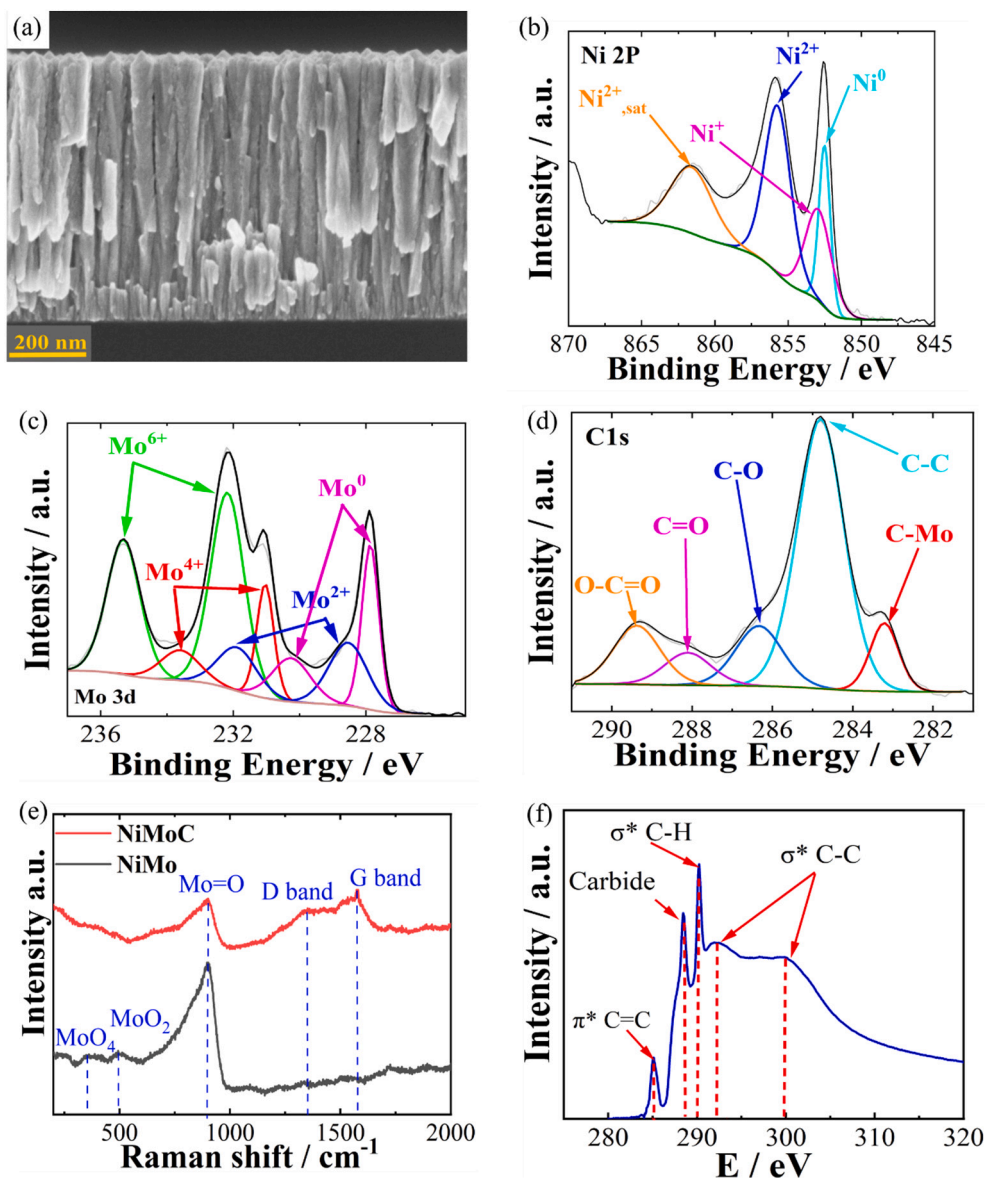 (a)
200 nm
(b)
Ni 2P
Ni2+
Ni2+,sat
Ni+
Ni0
Intensity / a.u.
870 865 860 855 850 845
Binding Energy / eV
(c)
Mo6+
Mo0
Mo4+
Mo2+
Intensity / a.u.
Mo 3d
236 232 228
Binding Energy / eV
(d)
C1s
C-C
C-O
C=O
C-Mo
O-C=O
Intensity / a.u.
290 288 286 284 282
Binding Energy / eV
(e)
NiMoC
NiMo
Mo=O
D band
G band
MoO4
MoO2
Intensity a.u.
500 1000 1500 2000
Raman shift / cm-1
(f)
σ* C-H
σ* C-C
Carbide
π* C=C
Intensity / a.u.
280 290 300 310 320
E / eV